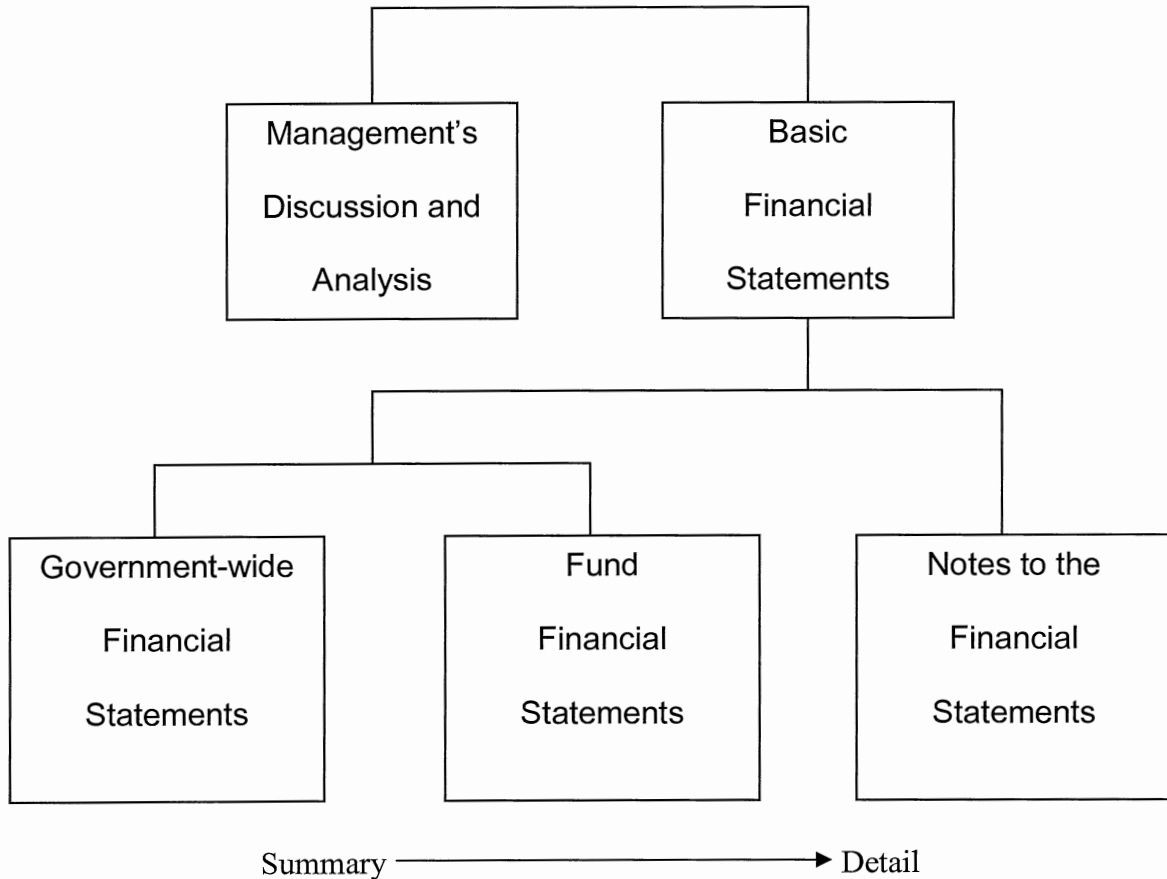 Management's
Discussion and
Analysis
Basic
Financial
Statements
Government-wide
Financial
Statements
Fund
Financial
Statements
Notes to the
Financial
Statements
Summary
Detail